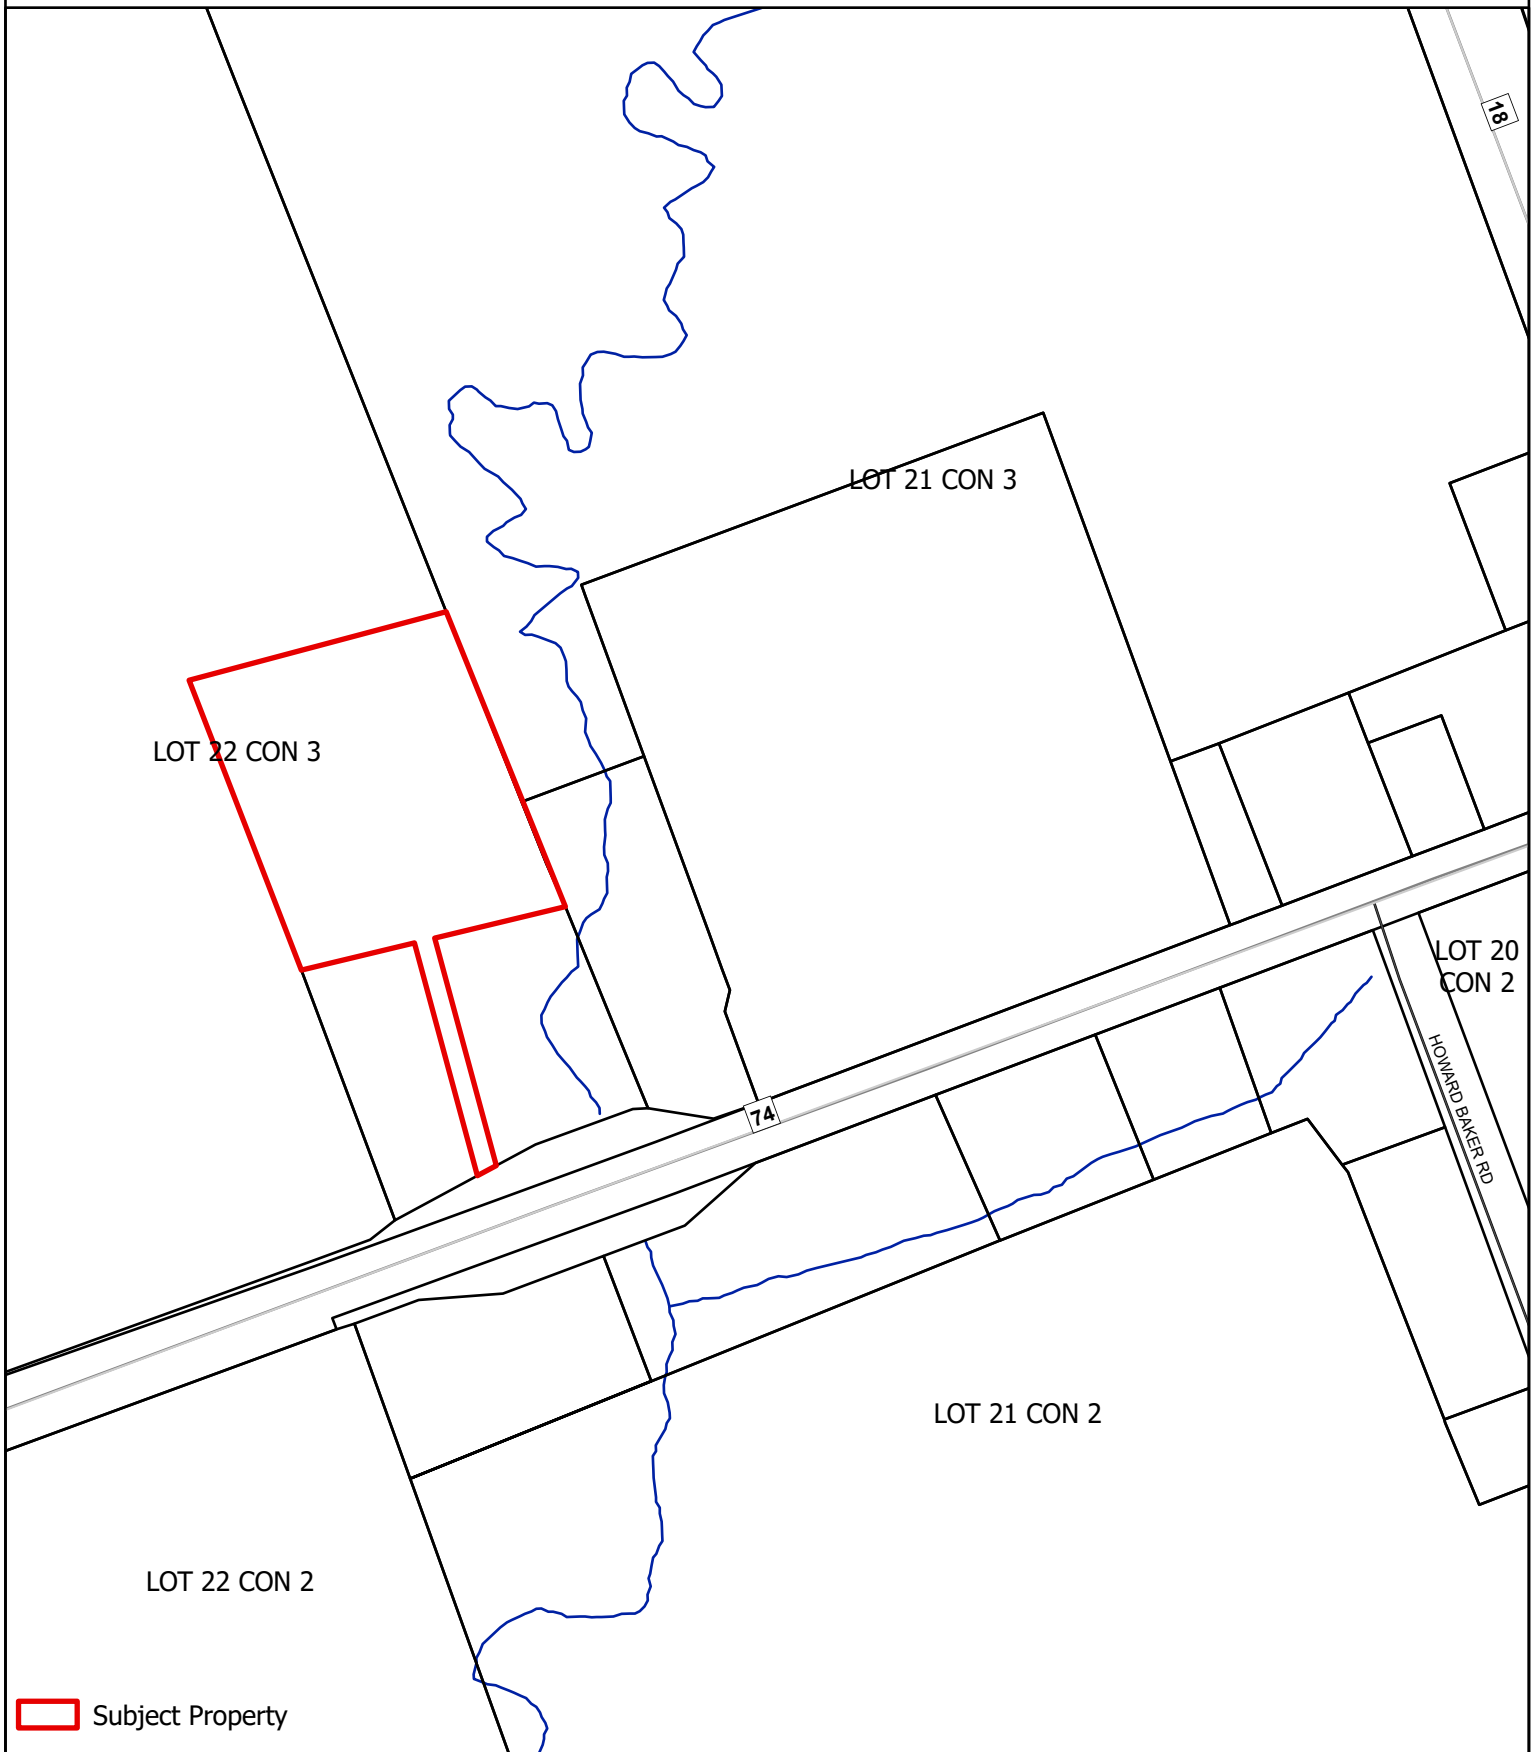 18
LOT 21 CON 3
LOT 22 CON 3
LOT 20
CON 2
HOWARD BAKER RD
74
LOT 21 CON 2
LOT 22 CON 2
Subject Property